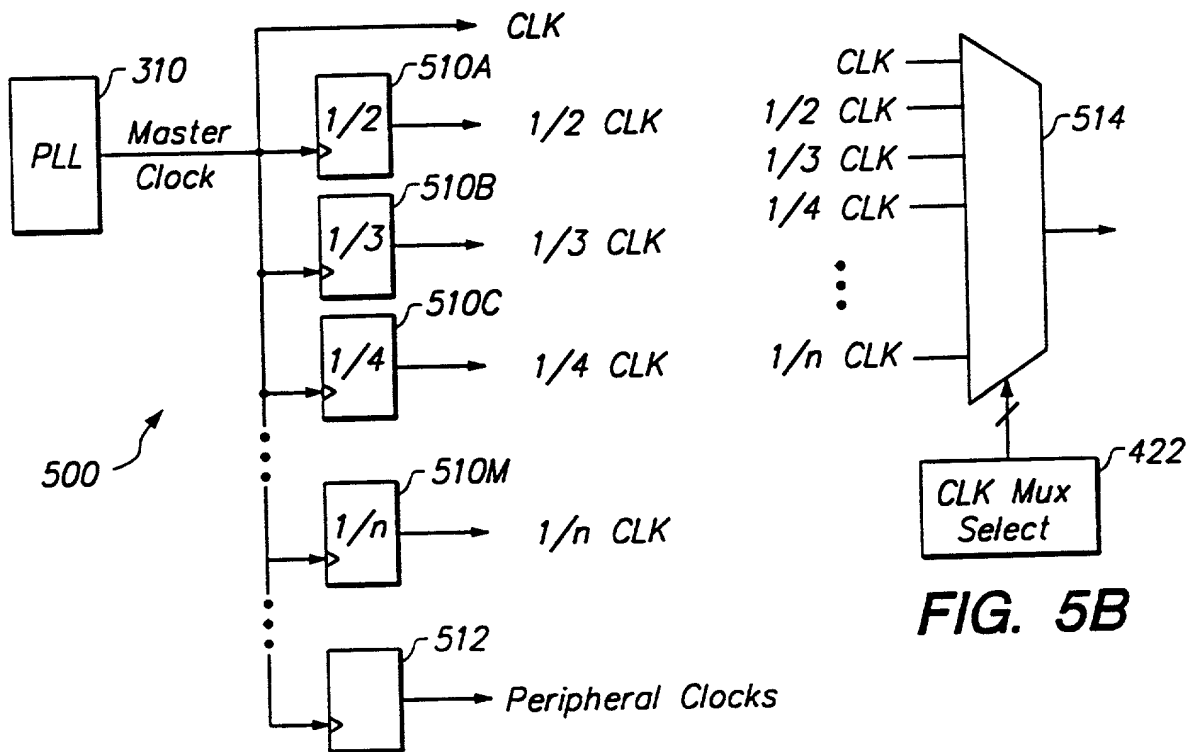 CLK
310
510A
PLL
Master
Clock
1/2
1/2 CLK
510B
1/3
1/3 CLK
510C
1/4
1/4 CLK
500
510M
1/n
1/n CLK
512
Peripheral Clocks
CLK
1/2 CLK
1/3 CLK
1/4 CLK
1/n CLK
514
422
CLK Mux
Select
FIG. 5B